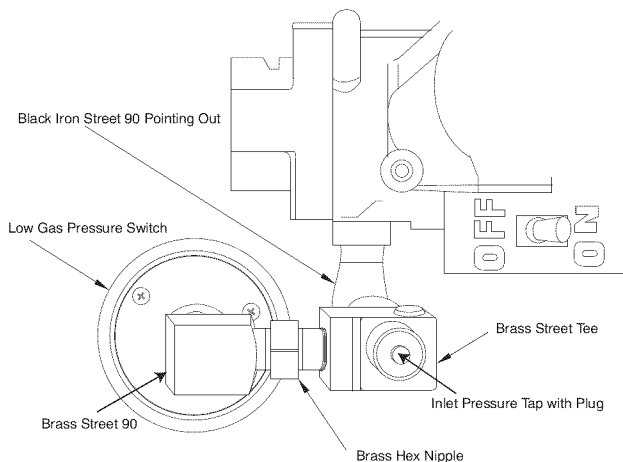 Black Iron Street 90 Pointing Out
Low Gas Pressure Switch
OFF
ON
Brass Street Tee
Inlet Pressure Tap with Plug
Brass Street 90
Brass Hex Nipple